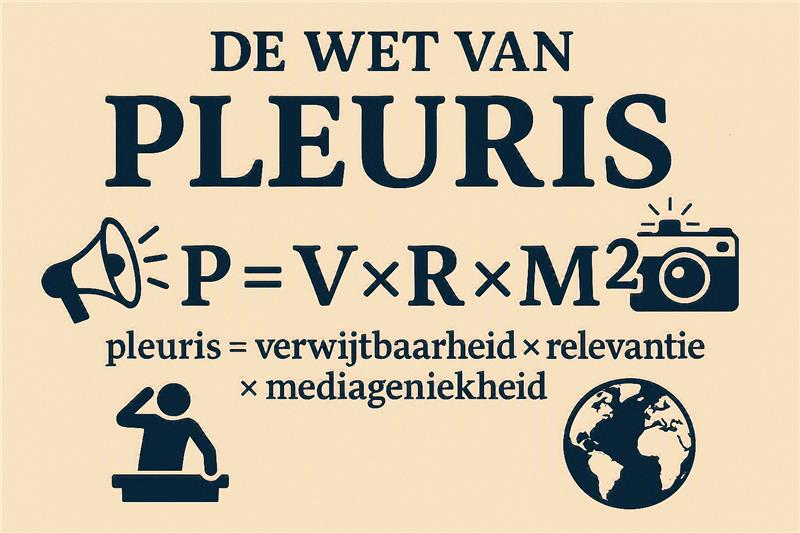 DE WET VAN
PLEURIS
P=V×R×M2
pleuris = verwijtbaarheid × relevantie
× mediageniekheid